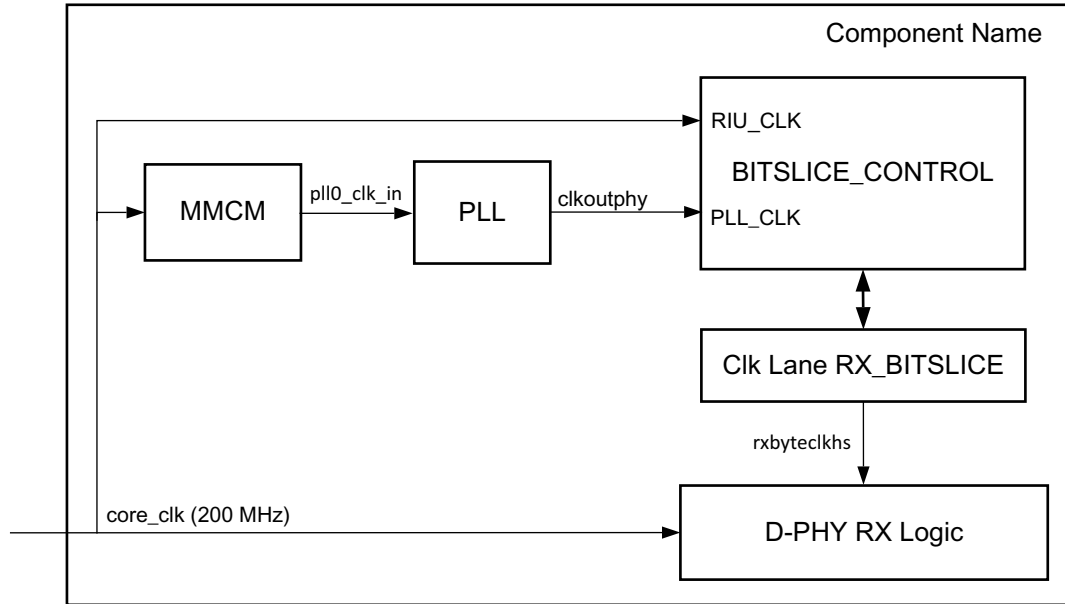 Component Name
RIU_CLK
BITSLICE_CONTROL
MMCM
pll0_clk_in
PLL
clkoutphy
PLL_CLK
Clk Lane RX_BITSLICE
rxbyteclkhs
core_clk (200 MHz)
D-PHY RX Logic